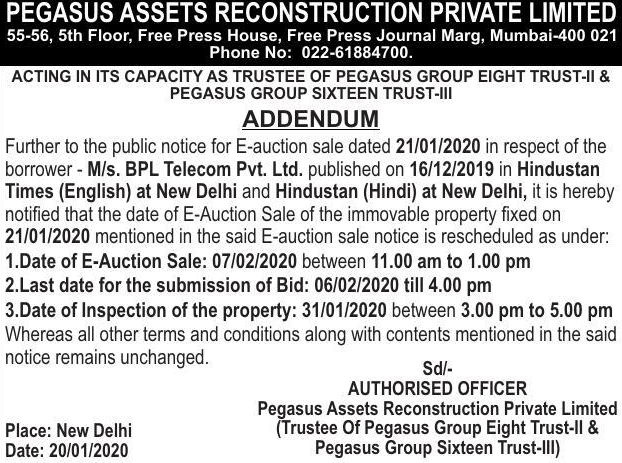 PEGASUS ASSETS RECONSTRUCTION PRIVATE LIMITED
55-56, 5th Floor, Free Press House, Free Press Journal Marg, Mumbai-400 021
Phone No: 022-61884700.
ACTING IN ITS CAPACITY AS TRUSTEE OF PEGASUS GROUP EIGHT TRUST-II &
PEGASUS GROUP SIXTEEN TRUST-III
ADDENDUM
Further to the public notice for E-auction sale dated 21/01/2020 in respect of the
borrower - M/s. BPL Telecom Pvt. Ltd. published on 16/12/2019 in Hindustan
Times (English) at New Delhi and Hindustan (Hindi) at New Delhi, it is hereby
notified that the date of E-Auction Sale of the immovable property fixed on
21/01/2020 mentioned in the said E-auction sale notice is rescheduled as under:
1.Date of E-Auction Sale: 07/02/2020 between 11.00 am to 1.00 pm
2.Last date for the submission of Bid: 06/02/2020 till 4.00 pm
3.Date of Inspection of the property: 31/01/2020 between 3.00 pm to 5.00 pm
Whereas all other terms and conditions along with contents mentioned in the said
notice remains unchanged.
Sd/-
AUTHORISED OFFICER
Pegasus Assets Reconstruction Private Limited
(Trustee Of Pegasus Group Eight Trust-II &
Pegasus Group Sixteen Trust-III)
Place: New Delhi
Date: 20/01/2020